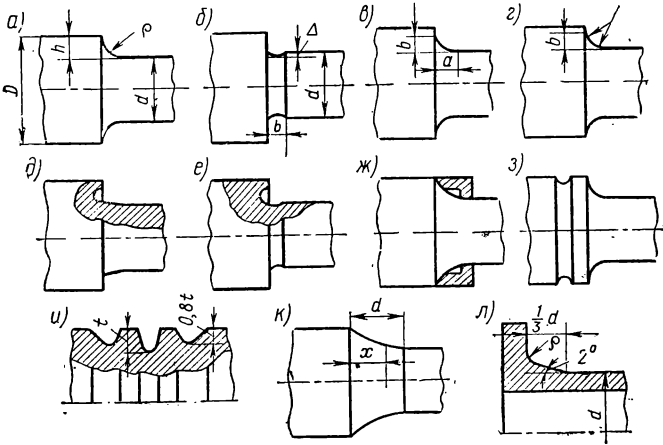 а) h ρ D d
б) Δ d b
в) b a
г) b
д)
е)
ж)
з)
и) t 0,8t
к) d x
л) 1/3 d ρ 2° d